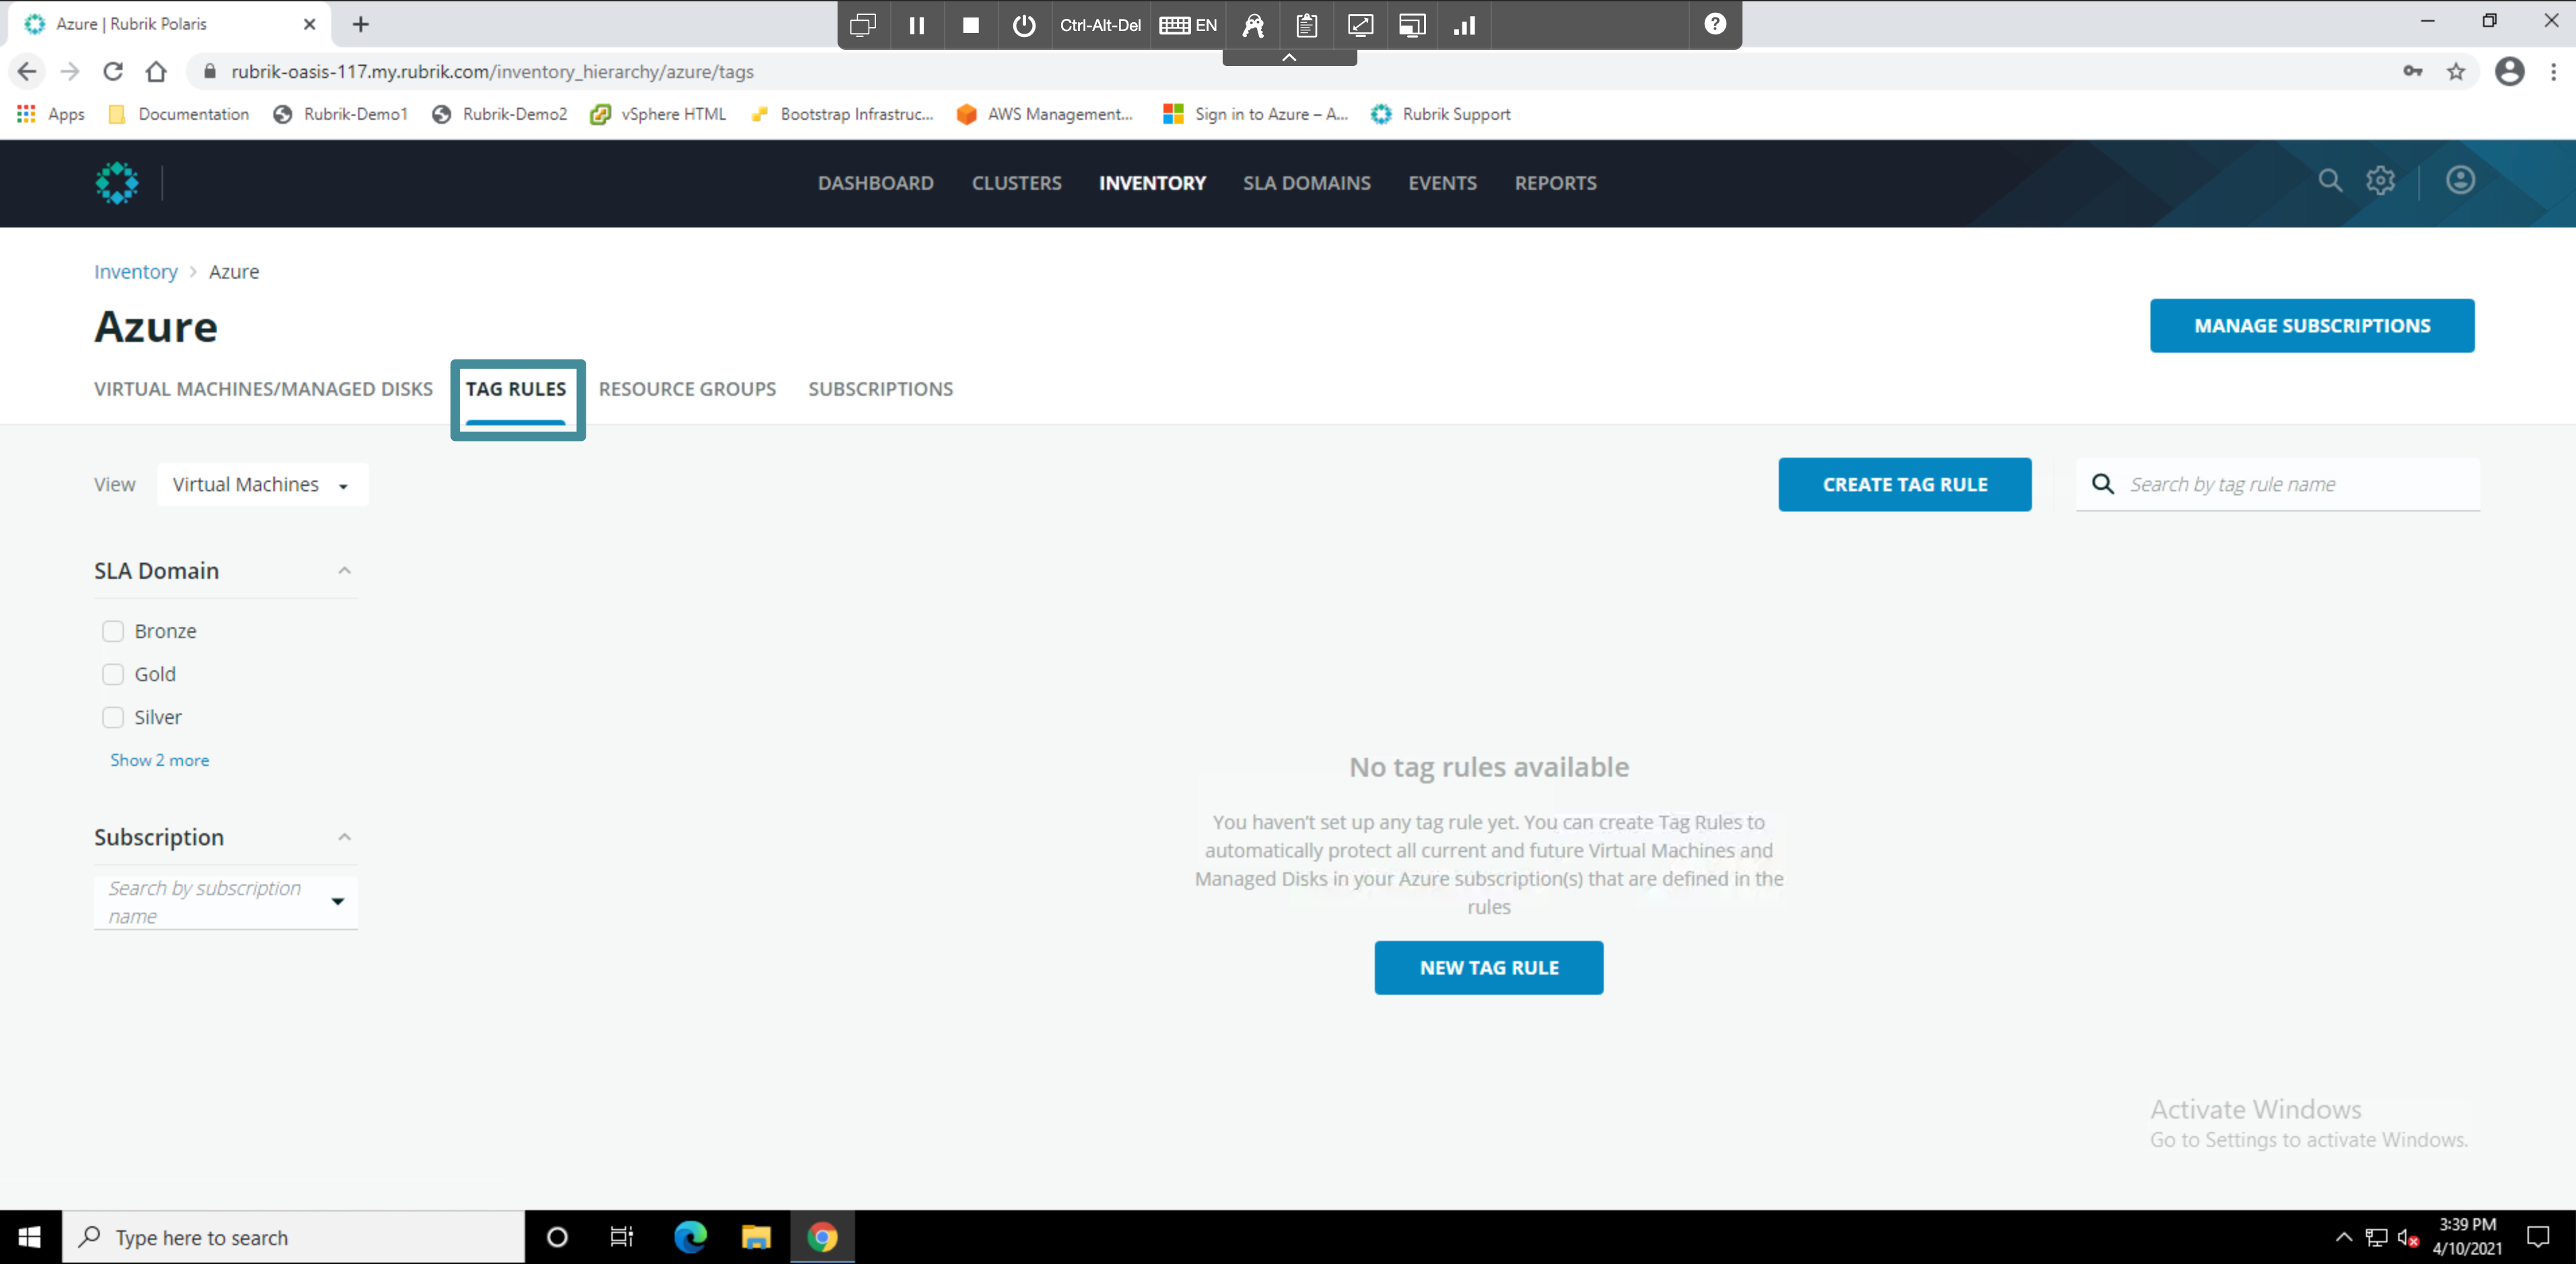 Azure | Rubrik Polaris
Ctrl-Alt-Del
EN
rubrik-oasis-117.my.rubrik.com/inventory_hierarchy/azure/tags
Apps
Documentation
Rubrik-Demo1
Rubrik-Demo2
vSphere HTML
Bootstrap Infrastruc...
AWS Management...
Sign in to Azure – A...
Rubrik Support
DASHBOARD
CLUSTERS
INVENTORY
SLA DOMAINS
EVENTS
REPORTS
Inventory > Azure
Azure
MANAGE SUBSCRIPTIONS
VIRTUAL MACHINES/MANAGED DISKS
TAG RULES
RESOURCE GROUPS
SUBSCRIPTIONS
View
Virtual Machines
CREATE TAG RULE
Search by tag rule name
SLA Domain
Bronze
Gold
Silver
Show 2 more
Subscription
Search by subscription
name
No tag rules available
You haven't set up any tag rule yet. You can create Tag Rules to
automatically protect all current and future Virtual Machines and
Managed Disks in your Azure subscription(s) that are defined in the
rules
NEW TAG RULE
Activate Windows
Go to Settings to activate Windows.
Type here to search
3:39 PM
4/10/2021